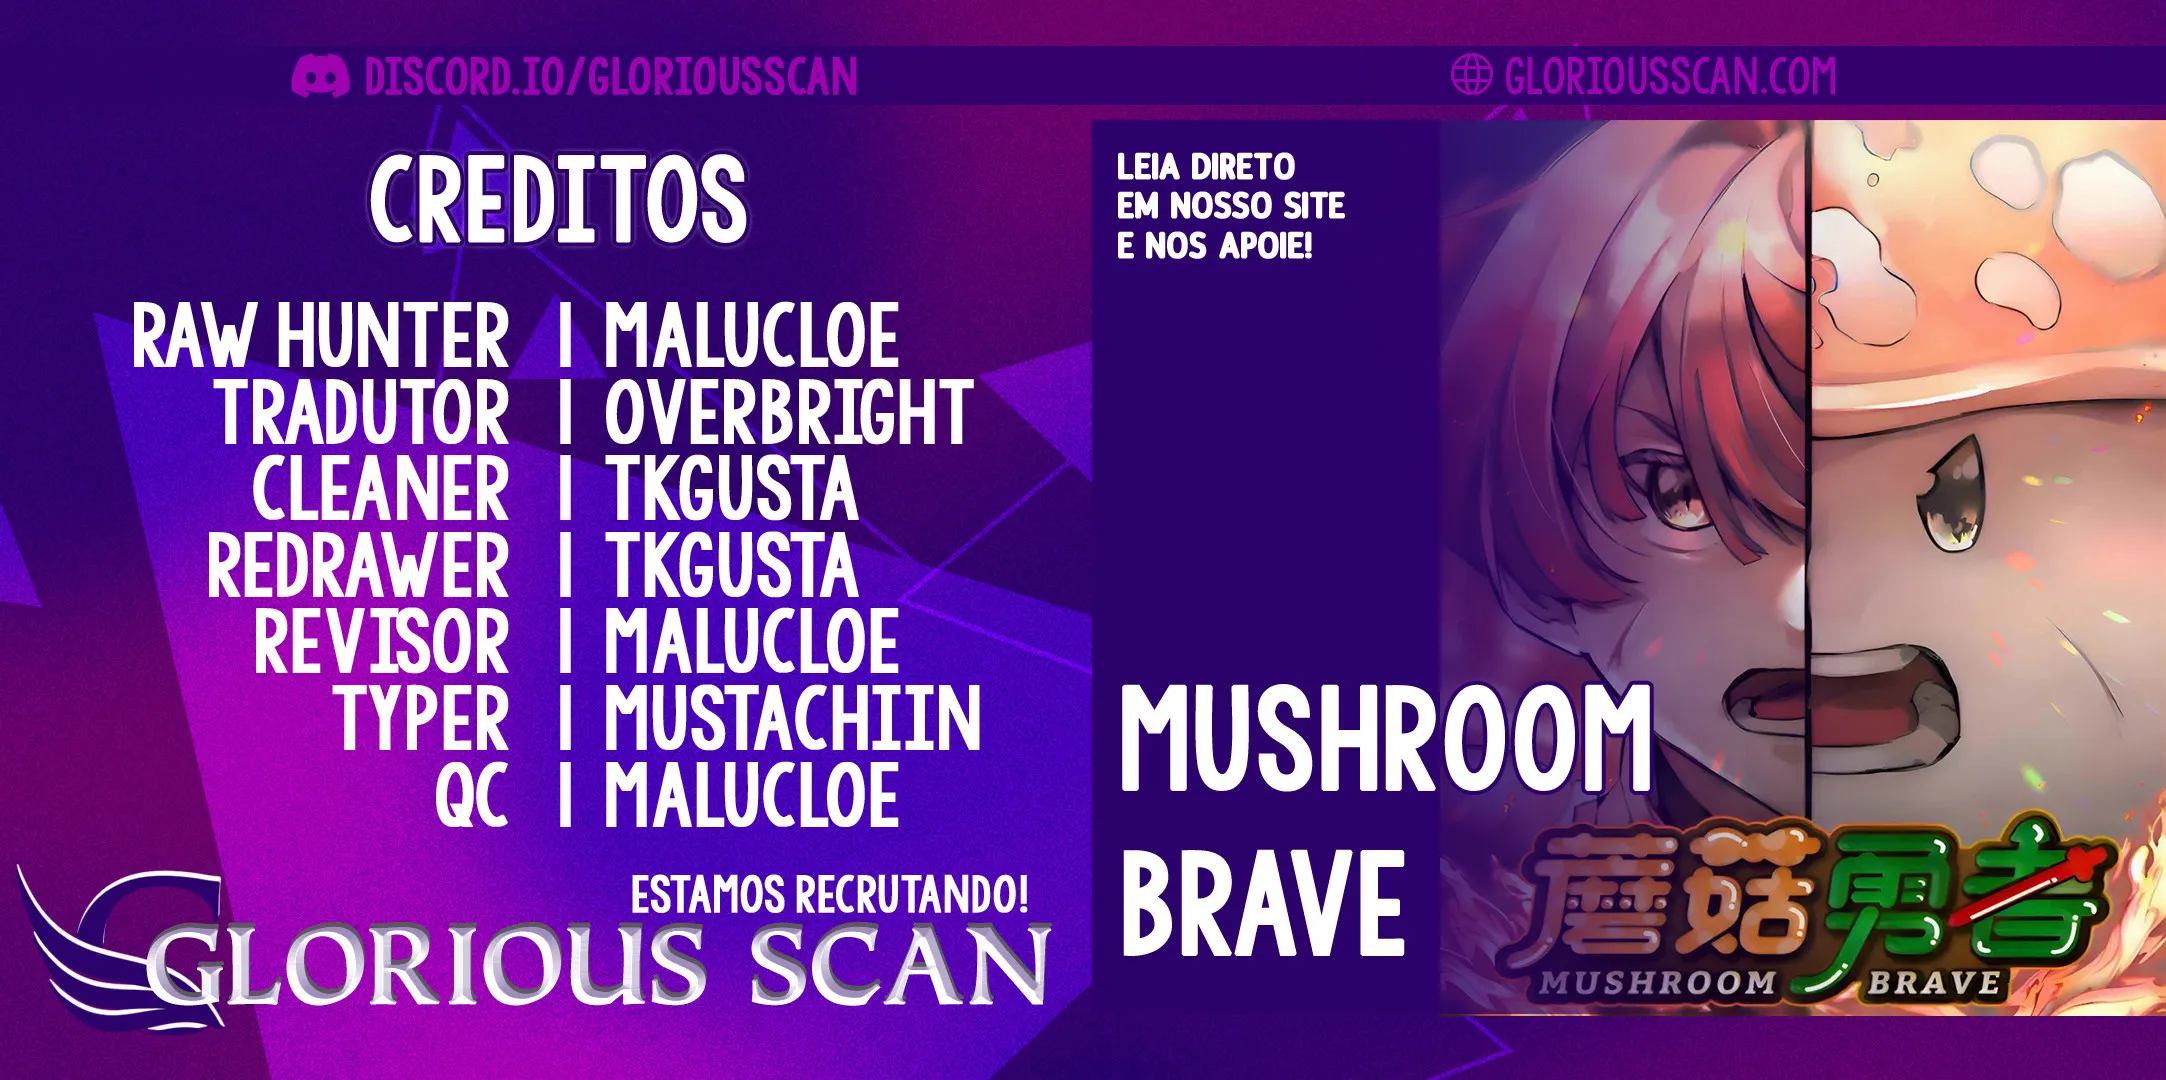 DISCORD.IO/GLORIOUSSCAN
GLORIOUSSCAN.COM
CREDITOS
RAW HUNTER | MALUCLOE
TRADUTOR | OVERBRIGHT
CLEANER | TKGUSTA
REDRAWER | TKGUSTA
REVISOR | MALUCLOE
TYPER | MUSTACHIIN
QC | MALUCLOE
ESTAMOS RECRUTANDO!
GLORIOUS SCAN
LEIA DIRETO
EM NOSSO SITE
E NOS APOIE!
MUSHROOM
BRAVE
蘑菇勇者
MUSHROOM BRAVE